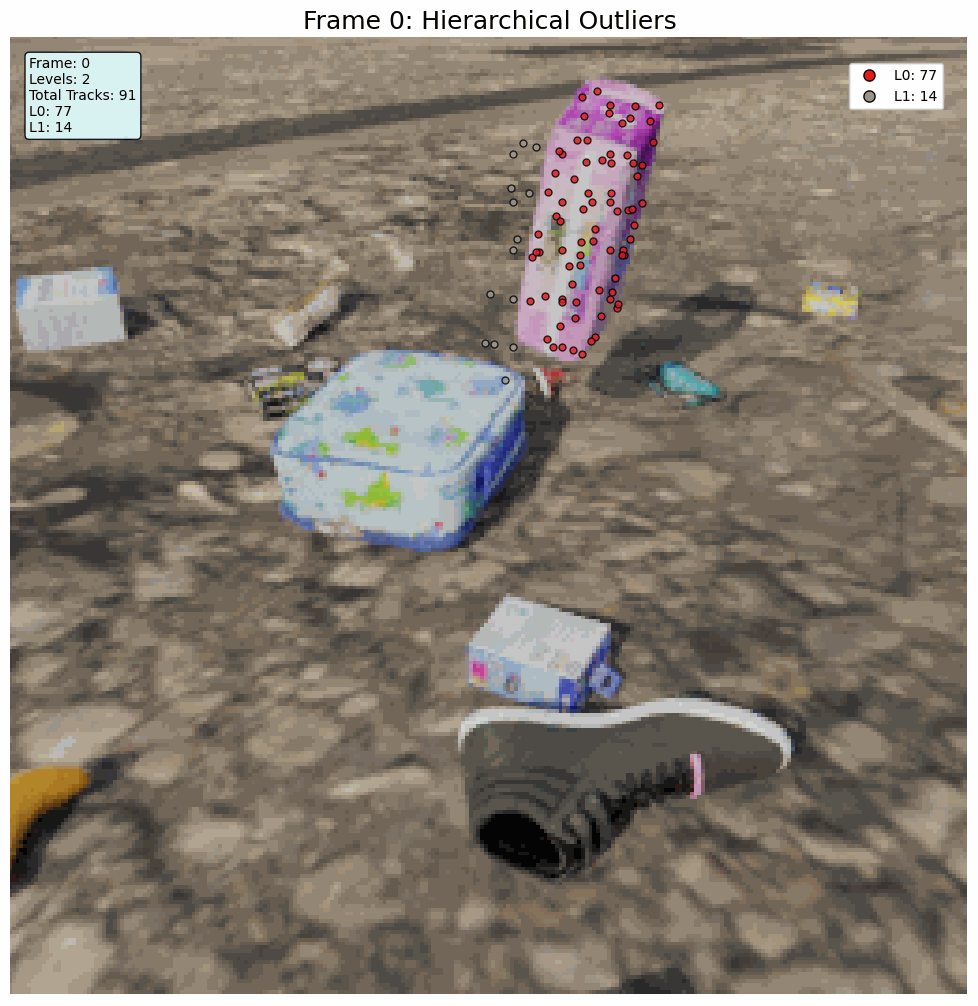 Frame 0: Hierarchical Outliers
Frame: 0
Levels: 2
Total Tracks: 91
L0: 77
L1: 14
L0: 77
L1: 14